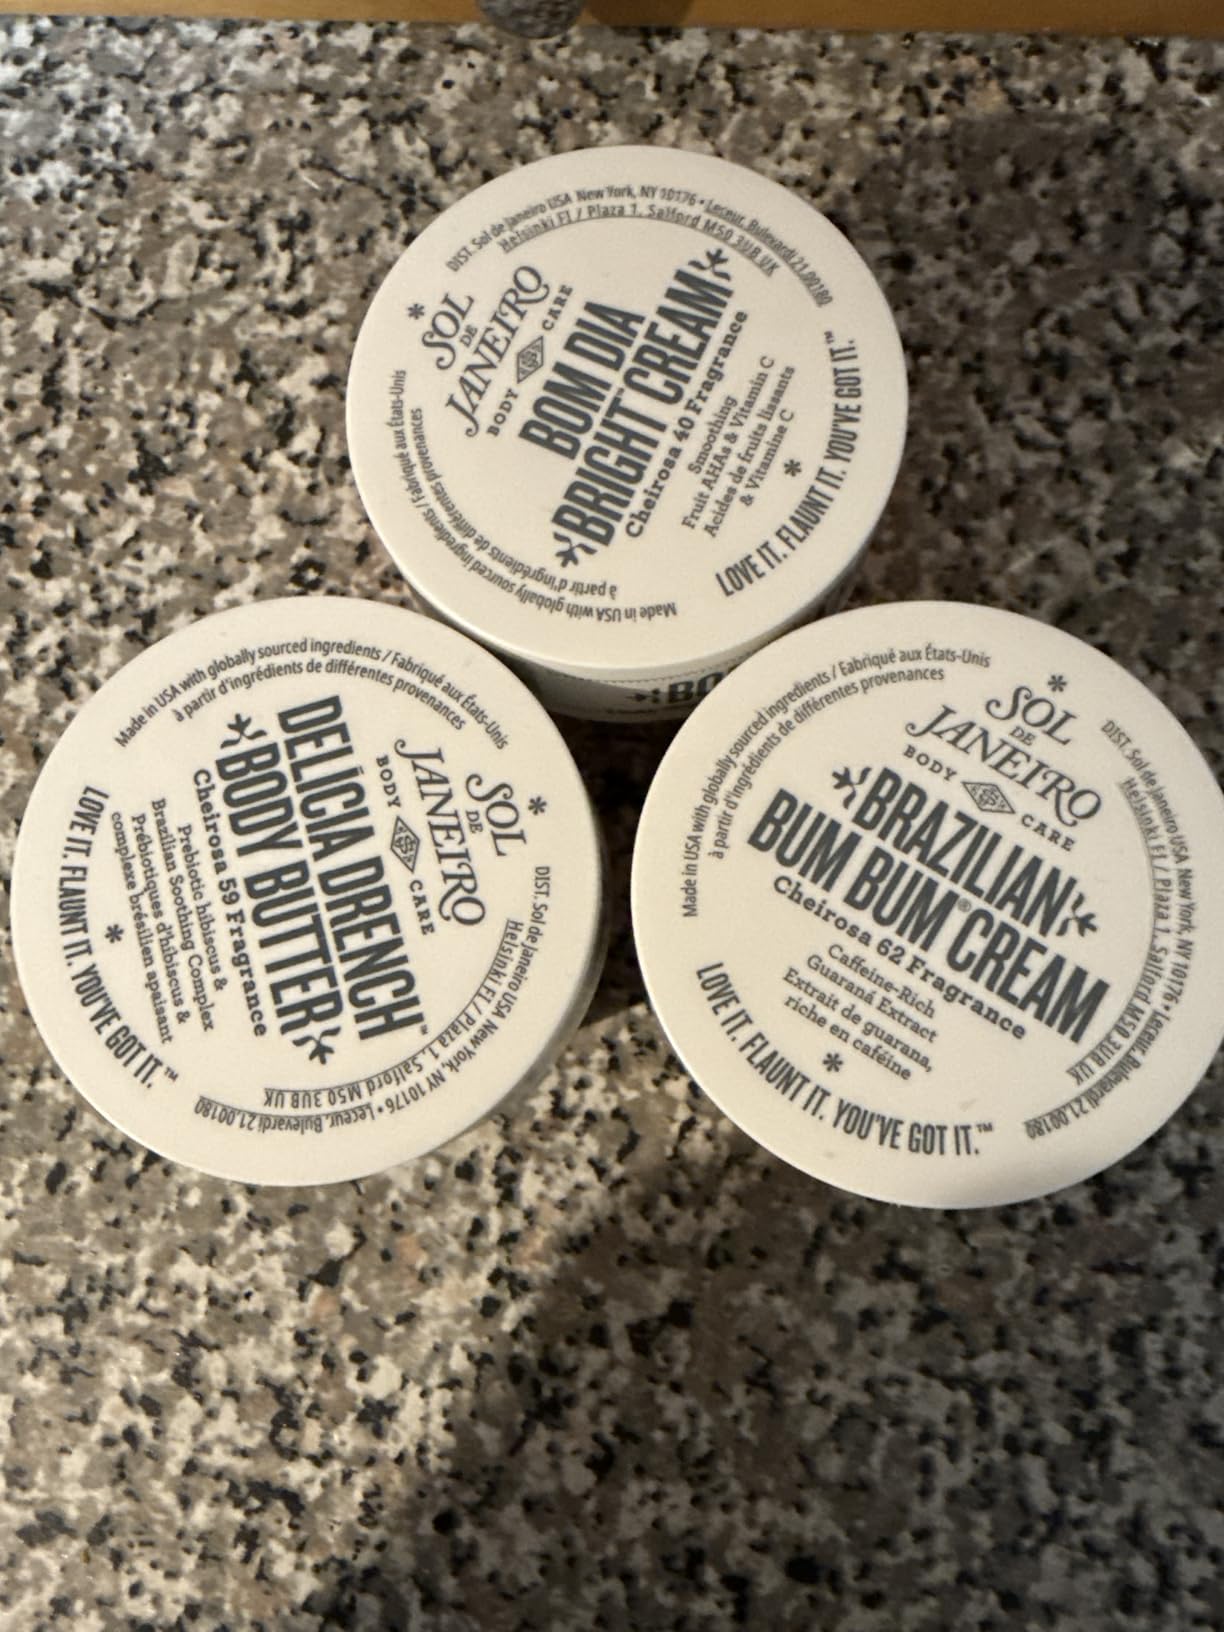 DIST. Sol de Janeiro USA New York, NY 10176 • Leceur, Bulevardi 21,00180
Helsinki FI / Plaza 1, Salford M50 3UB UK
SOL
DE
JANEIRO
BODY CARE
BOM DIA
BRIGHT™ CREAM
Cheirosa 40 Fragrance
Smoothing
Fruit AHAs & Vitamin C
Acides de fruits lissants
& Vitamine C
LOVE IT. FLAUNT IT. YOU'VE GOT IT.™
Made in USA with globally sourced ingredients / Fabriqué aux États-Unis
à partir d'ingrédients de différentes provenances
BO
Made in USA with globally sourced ingredients / Fabriqué aux États-Unis
à partir d'ingrédients de différentes provenances
SOL
DE
JANEIRO
BODY CARE
DELÍCIA DRENCH™
BODY BUTTER
Cheirosa 59 Fragrance
Prebiotic hibiscus &
Brazilian Soothing Complex
Prébiotiques d'hibiscus &
complexe brésilien apaisant
LOVE IT. FLAUNT IT. YOU'VE GOT IT.™
DIST. Sol de Janeiro USA New York, NY 10176 • Leceur, Bulevardi 21,00180
Helsinki FI / Plaza 1, Salford M50 3UB UK
Made in USA with globally sourced ingredients / Fabriqué aux États-Unis
à partir d'ingrédients de différentes provenances
SOL
DE
JANEIRO
BODY CARE
BRAZILIAN
BUM BUM® CREAM
Cheirosa 62 Fragrance
Caffeine-Rich
Guaraná Extract
Extrait de guarana,
riche en caféine
LOVE IT. FLAUNT IT. YOU'VE GOT IT.™
DIST. Sol de Janeiro USA New York, NY 10176 • Leceur, Bulevardi 21,00180
Helsinki FI / Plaza 1, Salford M50 3UB UK